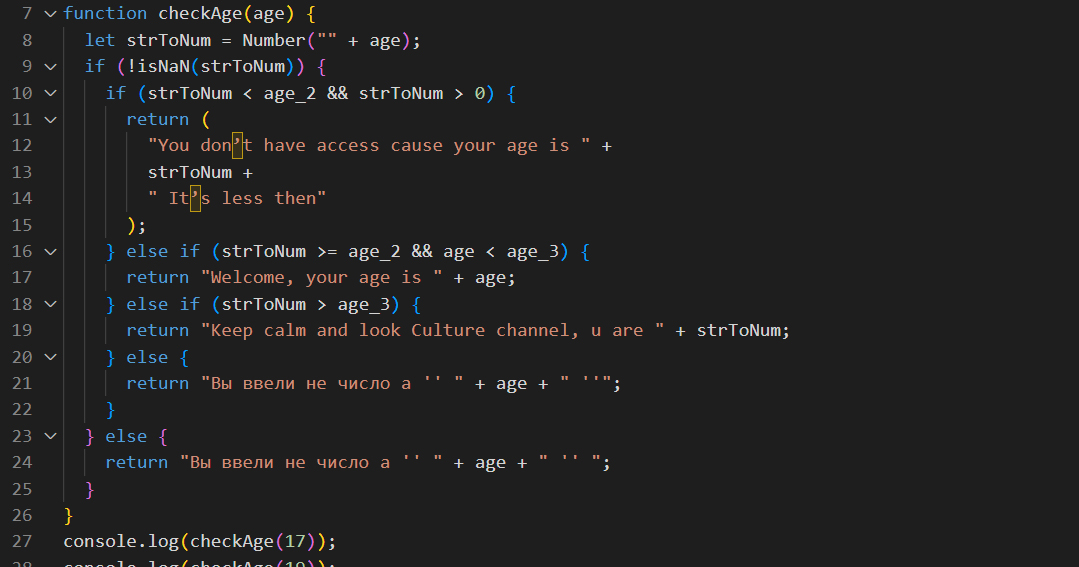 7 function checkAge(age) {
8 let strToNum = Number("" + age);
9 if (!isNaN(strToNum)) {
10 if (strToNum < age_2 && strToNum > 0) {
11 return (
12 "You don’t have access cause your age is " +
13 strToNum +
14 " It’s less then"
15 );
16 } else if (strToNum >= age_2 && age < age_3) {
17 return "Welcome, your age is " + age;
18 } else if (strToNum > age_3) {
19 return "Keep calm and look Culture channel, u are " + strToNum;
20 } else {
21 return "Вы ввели не число а '' " + age + " ''";
22 }
23 } else {
24 return "Вы ввели не число а '' " + age + " '' ";
25 }
26 }
27 console.log(checkAge(17));